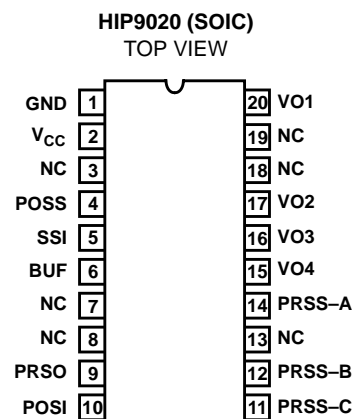 HIP9020 (SOIC)
TOP VIEW
GND 1 20 VO1
VCC 2 19 NC
NC 3 18 NC
POSS 4 17 VO2
SSI 5 16 VO3
BUF 6 15 VO4
NC 7 14 PRSS–A
NC 8 13 NC
PRSO 9 12 PRSS–B
POSI 10 11 PRSS–C